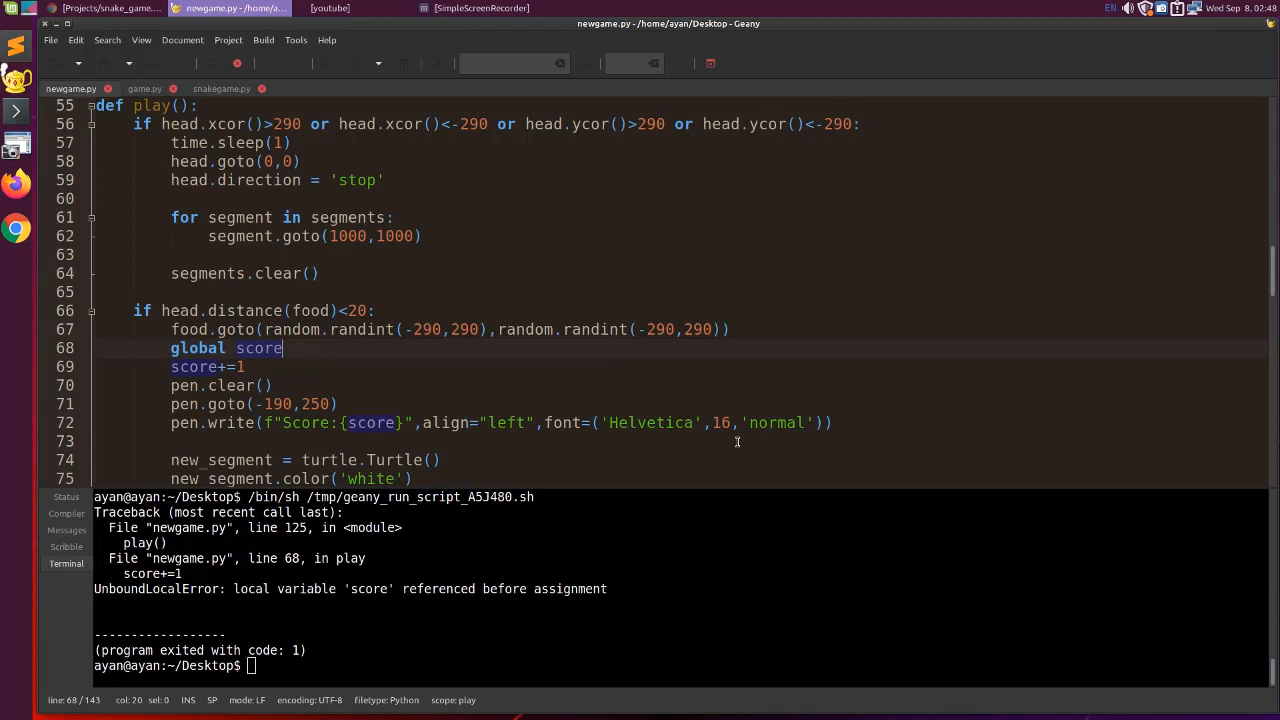 [Projects/snake_game....
newgame.py - /home/a...
[youtube]
[SimpleScreenRecorder]
EN
Wed Sep 8, 02:48
newgame.py - /home/ayan/Desktop - Geany
File Edit Search View Document Project Build Tools Help
newgame.py game.py snakegame.py
55 def play():
56 if head.xcor()>290 or head.xcor()<-290 or head.ycor()>290 or head.ycor()<-290:
57 time.sleep(1)
58 head.goto(0,0)
59 head.direction = 'stop'
60
61 for segment in segments:
62 segment.goto(1000,1000)
63
64 segments.clear()
65
66 if head.distance(food)<20:
67 food.goto(random.randint(-290,290),random.randint(-290,290))
68 global score
69 score+=1
70 pen.clear()
71 pen.goto(-190,250)
72 pen.write(f"Score:{score}",align="left",font=('Helvetica',16,'normal'))
73
74 new_segment = turtle.Turtle()
75 new_segment.color('white')
Status
Compiler
Messages
Scribble
Terminal
ayan@ayan:~/Desktop$ /bin/sh /tmp/geany_run_script_A5J480.sh
Traceback (most recent call last):
File "newgame.py", line 125, in <module>
play()
File "newgame.py", line 68, in play
score+=1
UnboundLocalError: local variable 'score' referenced before assignment
------------------
(program exited with code: 1)
ayan@ayan:~/Desktop$
line: 68 / 143 col: 20 sel: 0 INS SP mode: LF encoding: UTF-8 filetype: Python scope: play